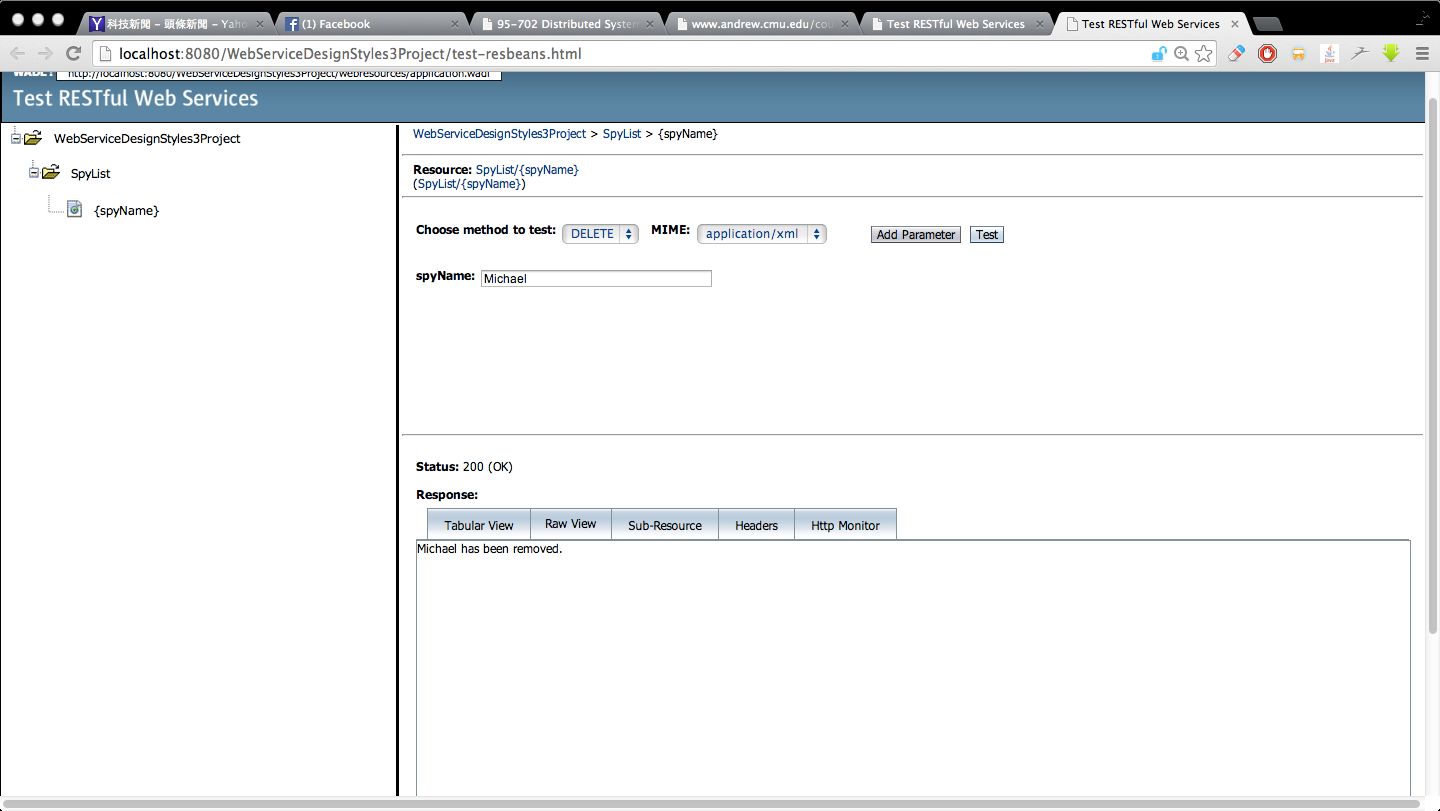 科技新聞 - 頭條新聞 - Yaho
(1) Facebook
95-702 Distributed System
www.andrew.cmu.edu/cou
Test RESTful Web Services
Test RESTful Web Services
localhost:8080/WebServiceDesignStyles3Project/test-resbeans.html
WADL: http://localhost:8080/WebServiceDesignStyles3Project/webresources/application.wadl
Test RESTful Web Services
WebServiceDesignStyles3Project
SpyList
{spyName}
WebServiceDesignStyles3Project > SpyList > {spyName}
Resource: SpyList/{spyName}
(SpyList/{spyName})
Choose method to test: DELETE MIME: application/xml Add Parameter Test
spyName: Michael
Status: 200 (OK)
Response:
Tabular View Raw View Sub-Resource Headers Http Monitor
Michael has been removed.